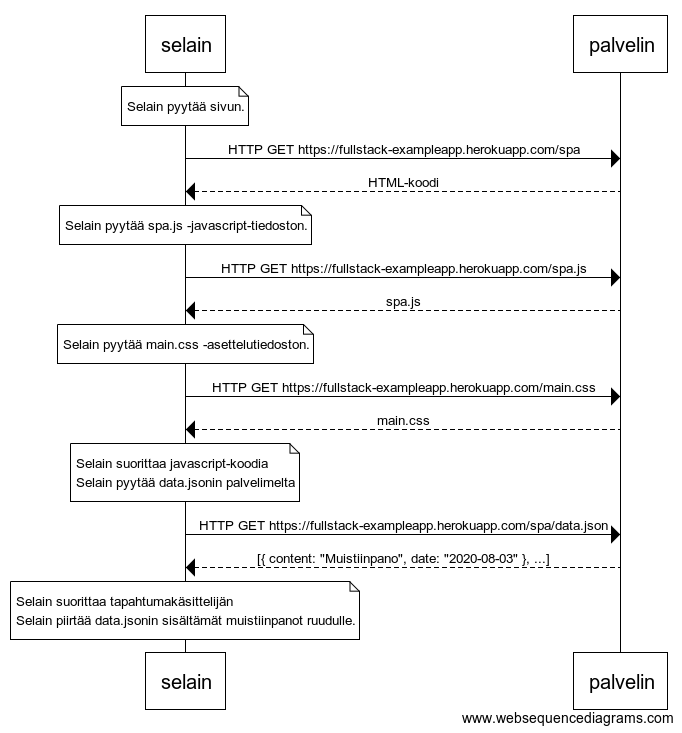 selain
palvelin
Selain pyytää sivun.
HTTP GET https://fullstack-exampleapp.herokuapp.com/spa
HTML-koodi
Selain pyytää spa.js -javascript-tiedoston.
HTTP GET https://fullstack-exampleapp.herokuapp.com/spa.js
spa.js
Selain pyytää main.css -asettelutiedoston.
HTTP GET https://fullstack-exampleapp.herokuapp.com/main.css
main.css
Selain suorittaa javascript-koodia
Selain pyytää data.jsonin palvelimelta
HTTP GET https://fullstack-exampleapp.herokuapp.com/spa/data.json
[{ content: "Muistiinpano", date: "2020-08-03" }, ...]
Selain suorittaa tapahtumakäsittelijän
Selain piirtää data.jsonin sisältämät muistiinpanot ruudulle.
selain
palvelin
www.websequencediagrams.com